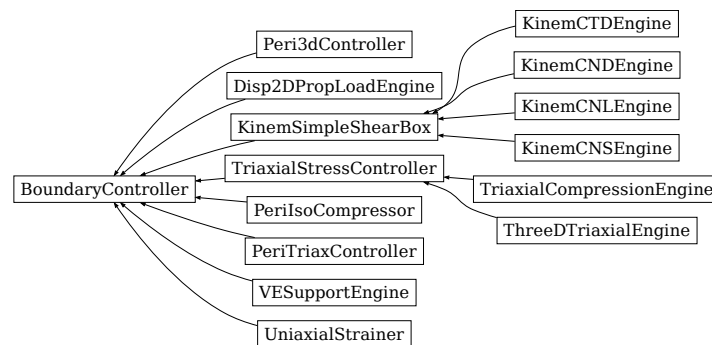 KinemCTDEngine
Peri3dController
KinemCNDEngine
Disp2DPropLoadEngine
KinemCNLEngine
KinemSimpleShearBox
KinemCNSEngine
TriaxialStressController
BoundaryController
TriaxialCompressionEngine
PeriIsoCompressor
ThreeDTriaxialEngine
PeriTriaxController
VESupportEngine
UniaxialStrainer